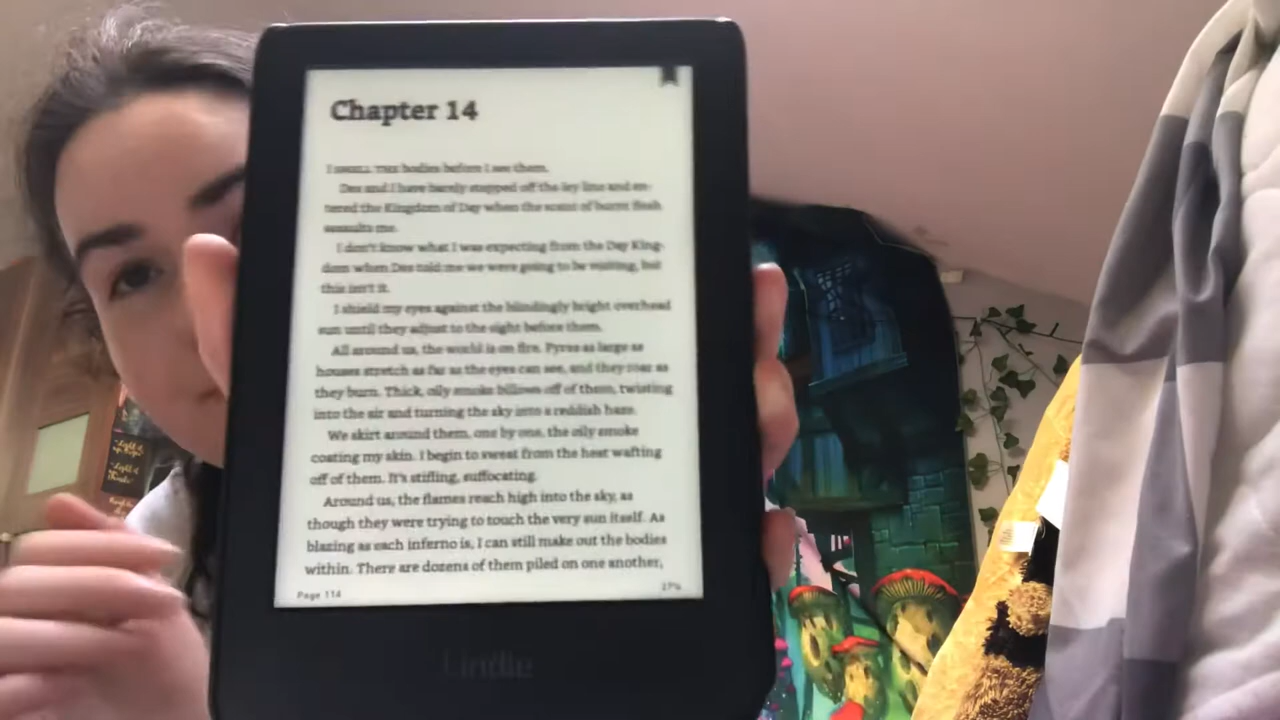 Chapter 14
I SMELL THE bodies before I see them.
Des and I have barely stepped off the ley line and en-
tered the Kingdom of Day when the scent of burnt flesh
assaults me.
I don't know what I was expecting from the Day King-
dom when Des told me we were going to be visiting, but
this isn't it.
I shield my eyes against the blindingly bright overhead
sun until they adjust to the sight before them.
All around us, the world is on fire. Pyres as large as
houses stretch as far as the eyes can see, and they roar as
they burn. Thick, oily smoke billows off of them, twisting
into the air and turning the sky into a reddish haze.
We skirt around them, one by one, the oily smoke
coating my skin. I begin to sweat from the heat wafting
off of them. It's stifling, suffocating.
Around us, the flames reach high into the sky, as
though they were trying to touch the very sun itself. As
blazing as each inferno is, I can still make out the bodies
within. There are dozens of them piled on one another,
Page 114
27%
kindle